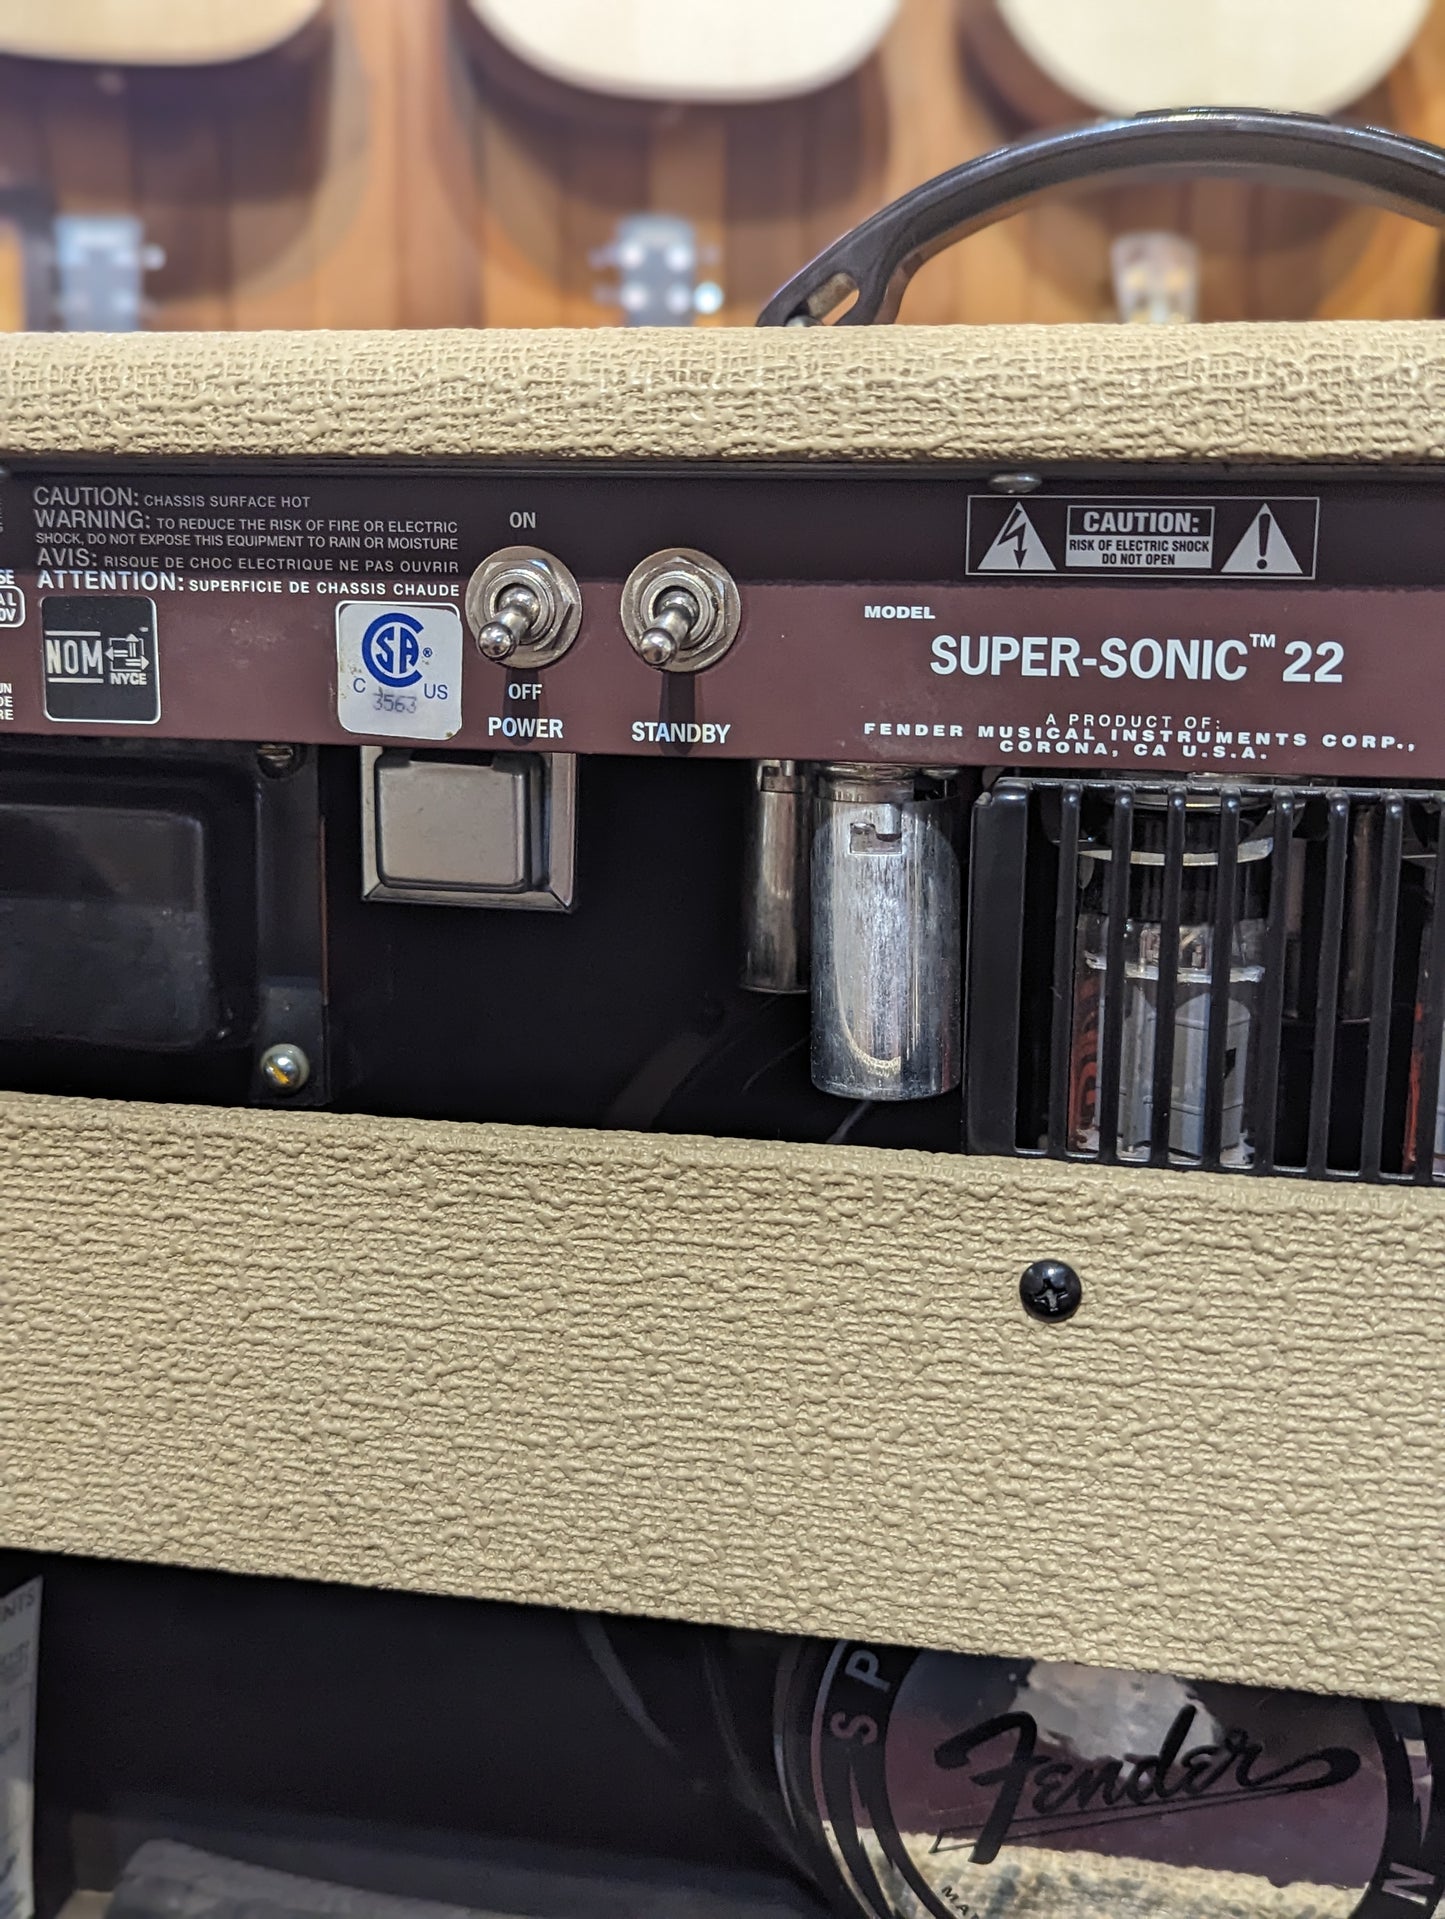 CAUTION: CHASSIS SURFACE HOT
WARNING: TO REDUCE THE RISK OF FIRE OR ELECTRIC
SHOCK, DO NOT EXPOSE THIS EQUIPMENT TO RAIN OR MOISTURE
AVIS: RISQUE DE CHOC ELECTRIQUE NE PAS OUVRIR
ATTENTION: SUPERFICIE DE CHASSIS CHAUDE
NOM
NYCE
CSA®
C US
3563
ON
OFF
POWER
STANDBY
CAUTION:
RISK OF ELECTRIC SHOCK
DO NOT OPEN
MODEL
SUPER-SONIC™ 22
A PRODUCT OF:
FENDER MUSICAL INSTRUMENTS CORP.,
CORONA, CA U.S.A.
SP
Fender
N